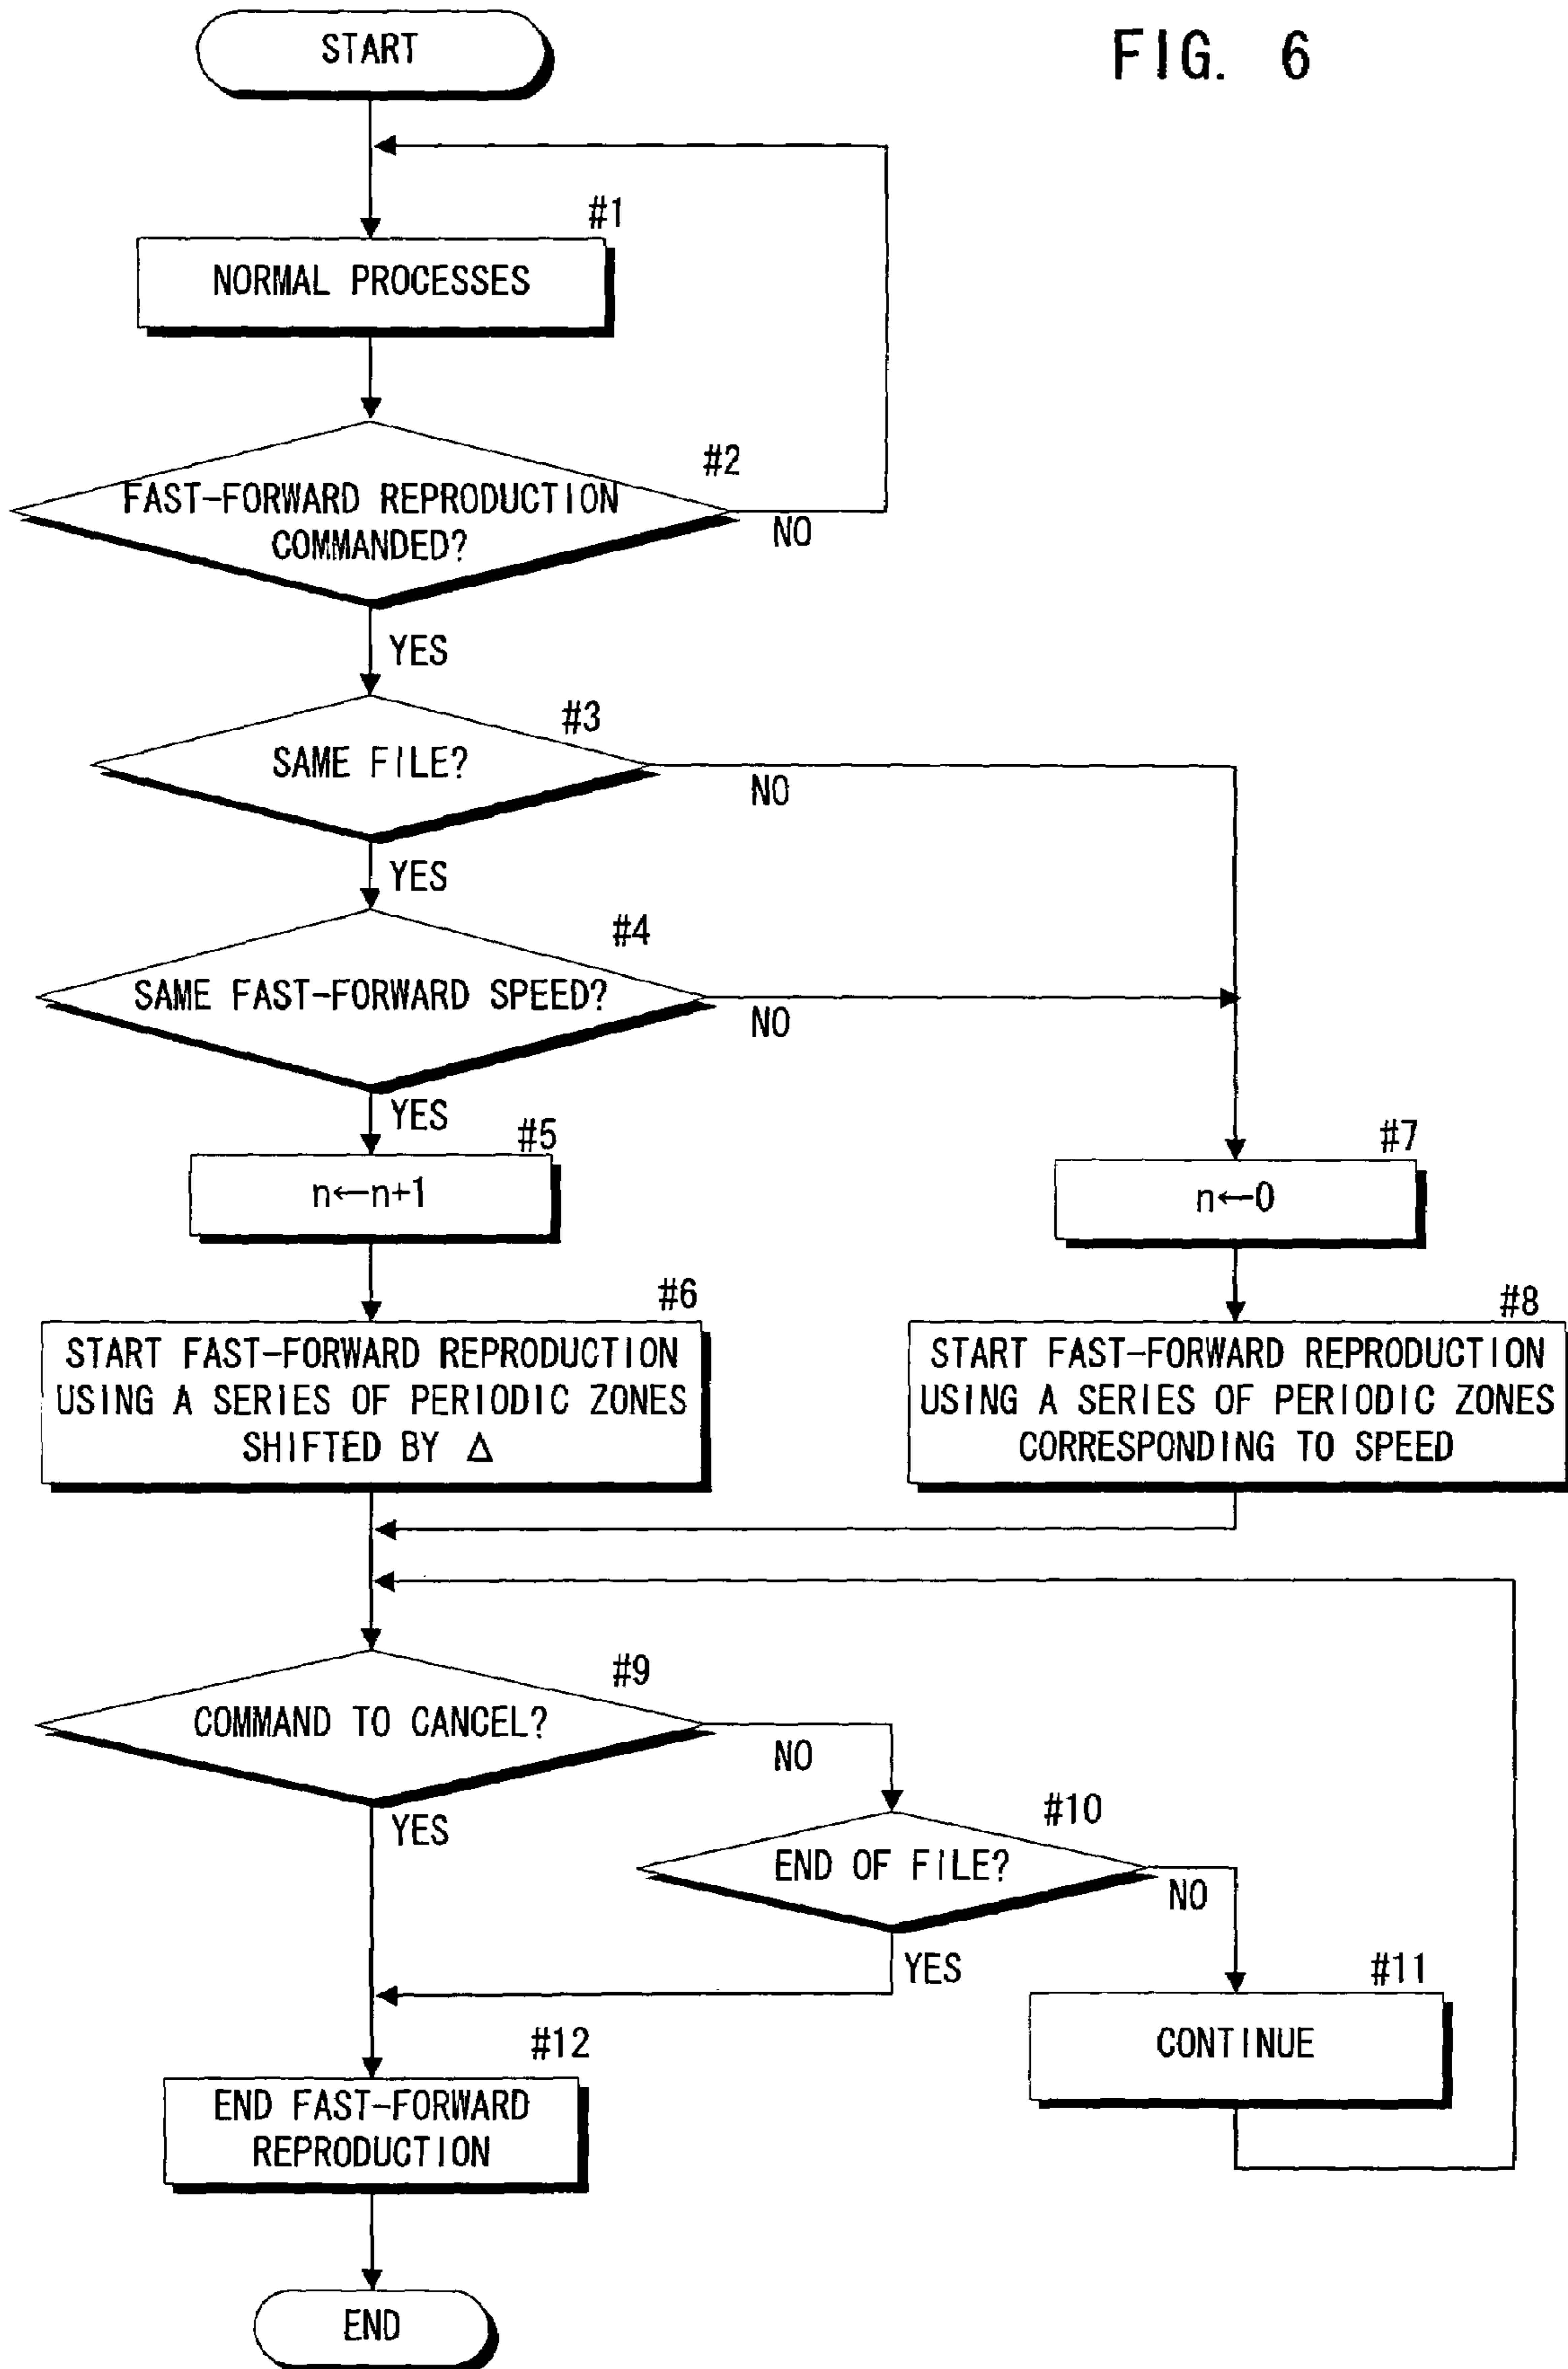 START
FIG. 6
#1
NORMAL PROCESSES
#2
FAST-FORWARD REPRODUCTION
COMMANDED?
NO
YES
#3
SAME FILE?
NO
YES
#4
SAME FAST-FORWARD SPEED?
NO
YES
#5
n←n+1
#7
n←0
#6
START FAST-FORWARD REPRODUCTION
USING A SERIES OF PERIODIC ZONES
SHIFTED BY Δ
#8
START FAST-FORWARD REPRODUCTION
USING A SERIES OF PERIODIC ZONES
CORRESPONDING TO SPEED
#9
COMMAND TO CANCEL?
NO
YES
#10
END OF FILE?
NO
YES
#11
CONTINUE
#12
END FAST-FORWARD
REPRODUCTION
END